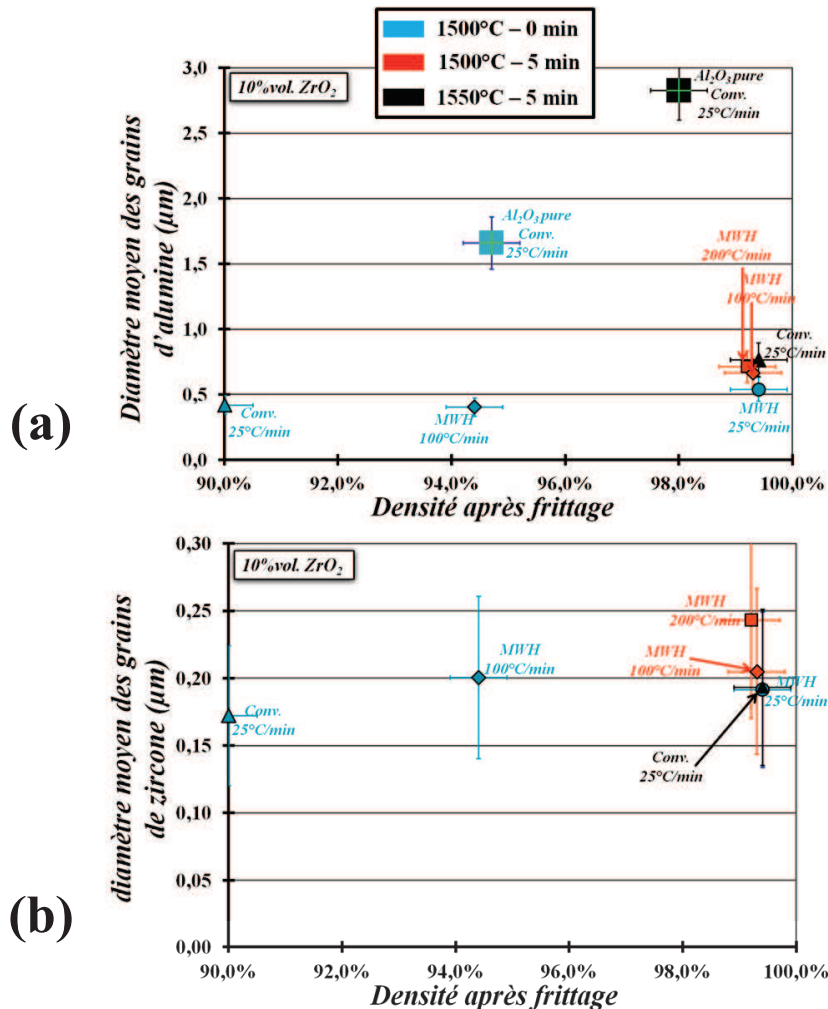 1500°C – 0 min
1500°C – 5 min
1550°C – 5 min
(a)
Diamètre moyen des grains
d'alumine (µm)
3,0
2,5
2,0
1,5
1,0
0,5
0,0
10%vol. ZrO₂
Al₂O₃ pure
Conv.
25°C/min
Al₂O₃ pure
Conv.
25°C/min
MWH
200°C/min
MWH
100°C/min
Conv.
25°C/min
Conv.
25°C/min
MWH
100°C/min
MWH
25°C/min
90,0%
92,0%
94,0%
96,0%
98,0%
100,0%
Densité après frittage
(b)
diamètre moyen des grains
de zircone (µm)
0,30
0,25
0,20
0,15
0,10
0,05
0,00
10%vol. ZrO₂
MWH
200°C/min
MWH
100°C/min
MWH
100°C/min
MWH
25°C/min
Conv.
25°C/min
Conv.
25°C/min
90,0%
92,0%
94,0%
96,0%
98,0%
100,0%
Densité après frittage